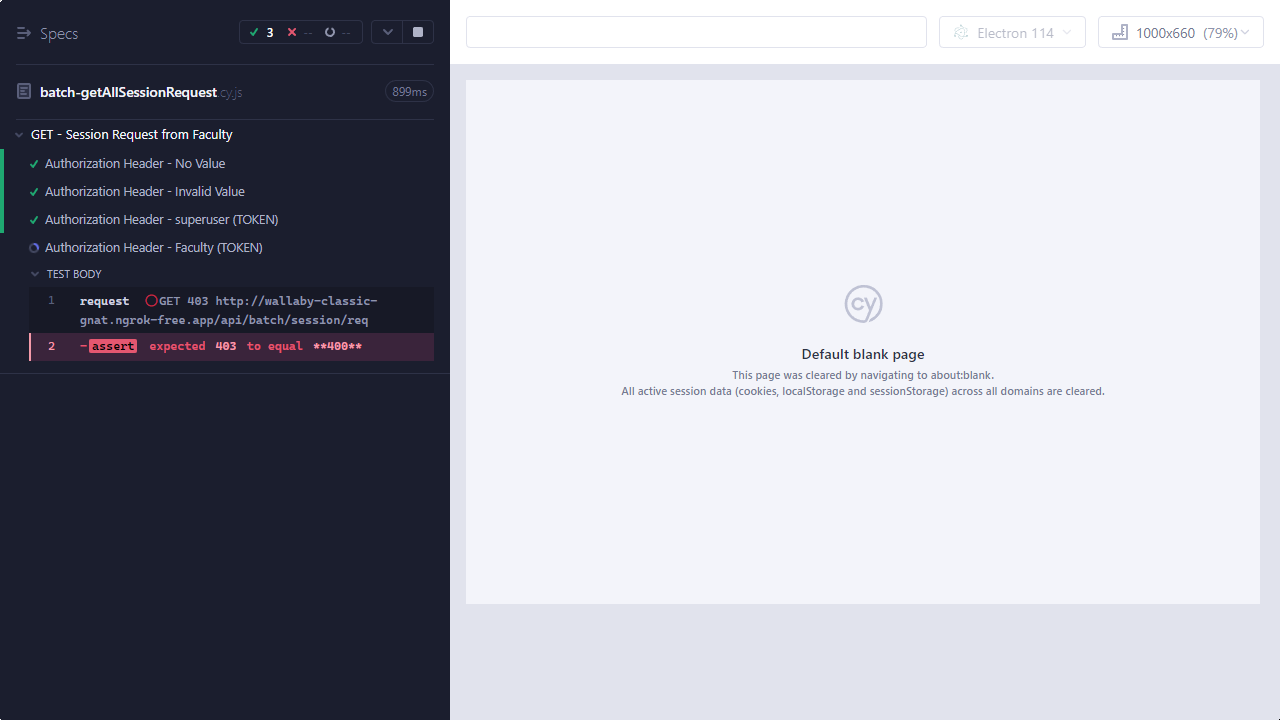 Specs
3
--
--
batch-getAllSessionRequest.cy.js
899ms
GET - Session Request from Faculty
Authorization Header - No Value
Authorization Header - Invalid Value
Authorization Header - superuser (TOKEN)
Authorization Header - Faculty (TOKEN)
TEST BODY
1 request GET 403 http://wallaby-classic-
gnat.ngrok-free.app/api/batch/session/req
2 -assert expected 403 to equal **400**
Electron 114
1000x660 (79%)
cy
Default blank page
This page was cleared by navigating to about:blank.
All active session data (cookies, localStorage and sessionStorage) across all domains are cleared.